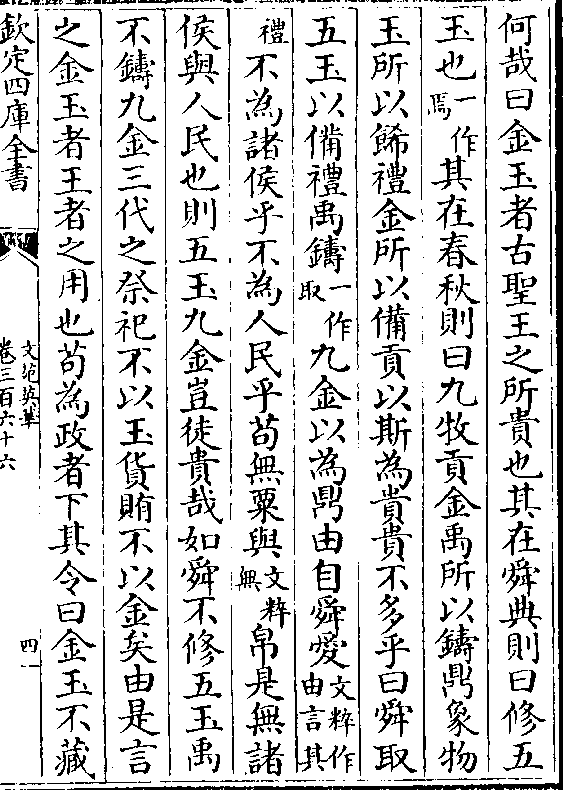 何哉曰金玉者古聖王之所貴也其在舜典則曰修五
玉也一作焉其在春秋則曰九牧貢金禹所以鑄鼎象物
玉所以餙禮金所以備貢以斯為貴貴不多乎曰舜取
五玉以備禮禹鑄一作取九金以為鼎由自舜愛文粹作由言其
禮不為諸侯乎不為人民乎苟無粟與文粹無帛是無諸
侯與人民也則五玉九金豈徒貴哉如舜不修五玉禹
不鑄九金三代之祭祀不以玉貨賄不以金矣由是言
之金玉者王者之用也苟為政者下其令曰金玉不藏
欽定四庫全書
文苑英華
卷三百六十六
四